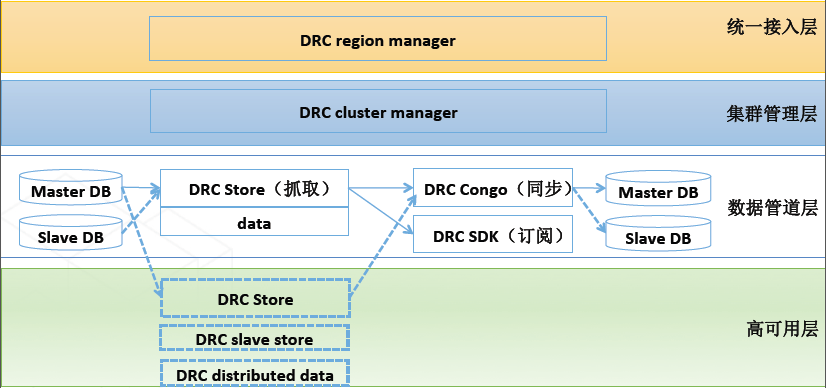 DRC region manager
统一接入层
DRC cluster manager
集群管理层
Master DB
DRC Store（抓取）
DRC Congo（同步）
Master DB
data
数据管道层
Slave DB
DRC SDK（订阅）
Slave DB
DRC Store
DRC slave store
高可用层
DRC distributed data